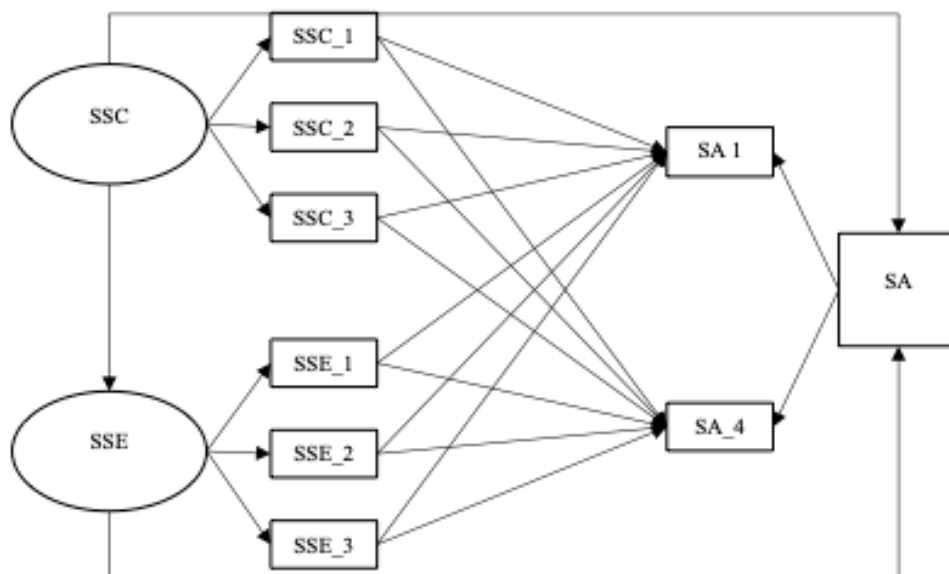 SSC_1
SSC
SSC_2
SA 1
SSC_3
SA
SSE_1
SSE
SSE_2
SA_4
SSE_3